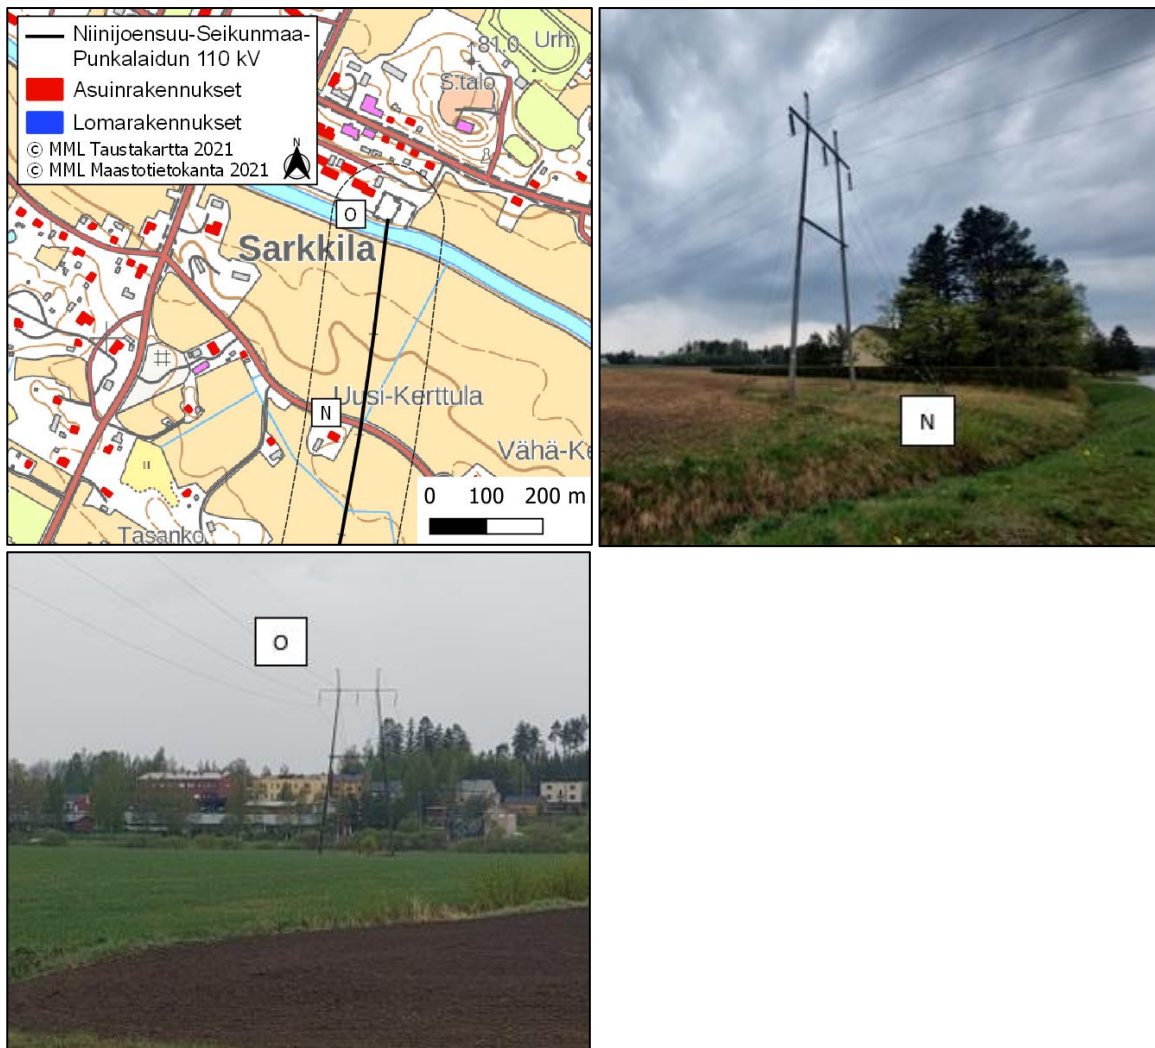 Niinijoensuu-Seikunmaa-
Punkalaidun 110 kV
Asuinrakennukset
Lomarakennukset
© MML Taustakartta 2021
© MML Maastotietokanta 2021
N
81.0
Urh.
S.talo
O
Sarkkila
Uusi-Kerttula
N
Vähä-Ke
0 100 200 m
Tasanko
N
O